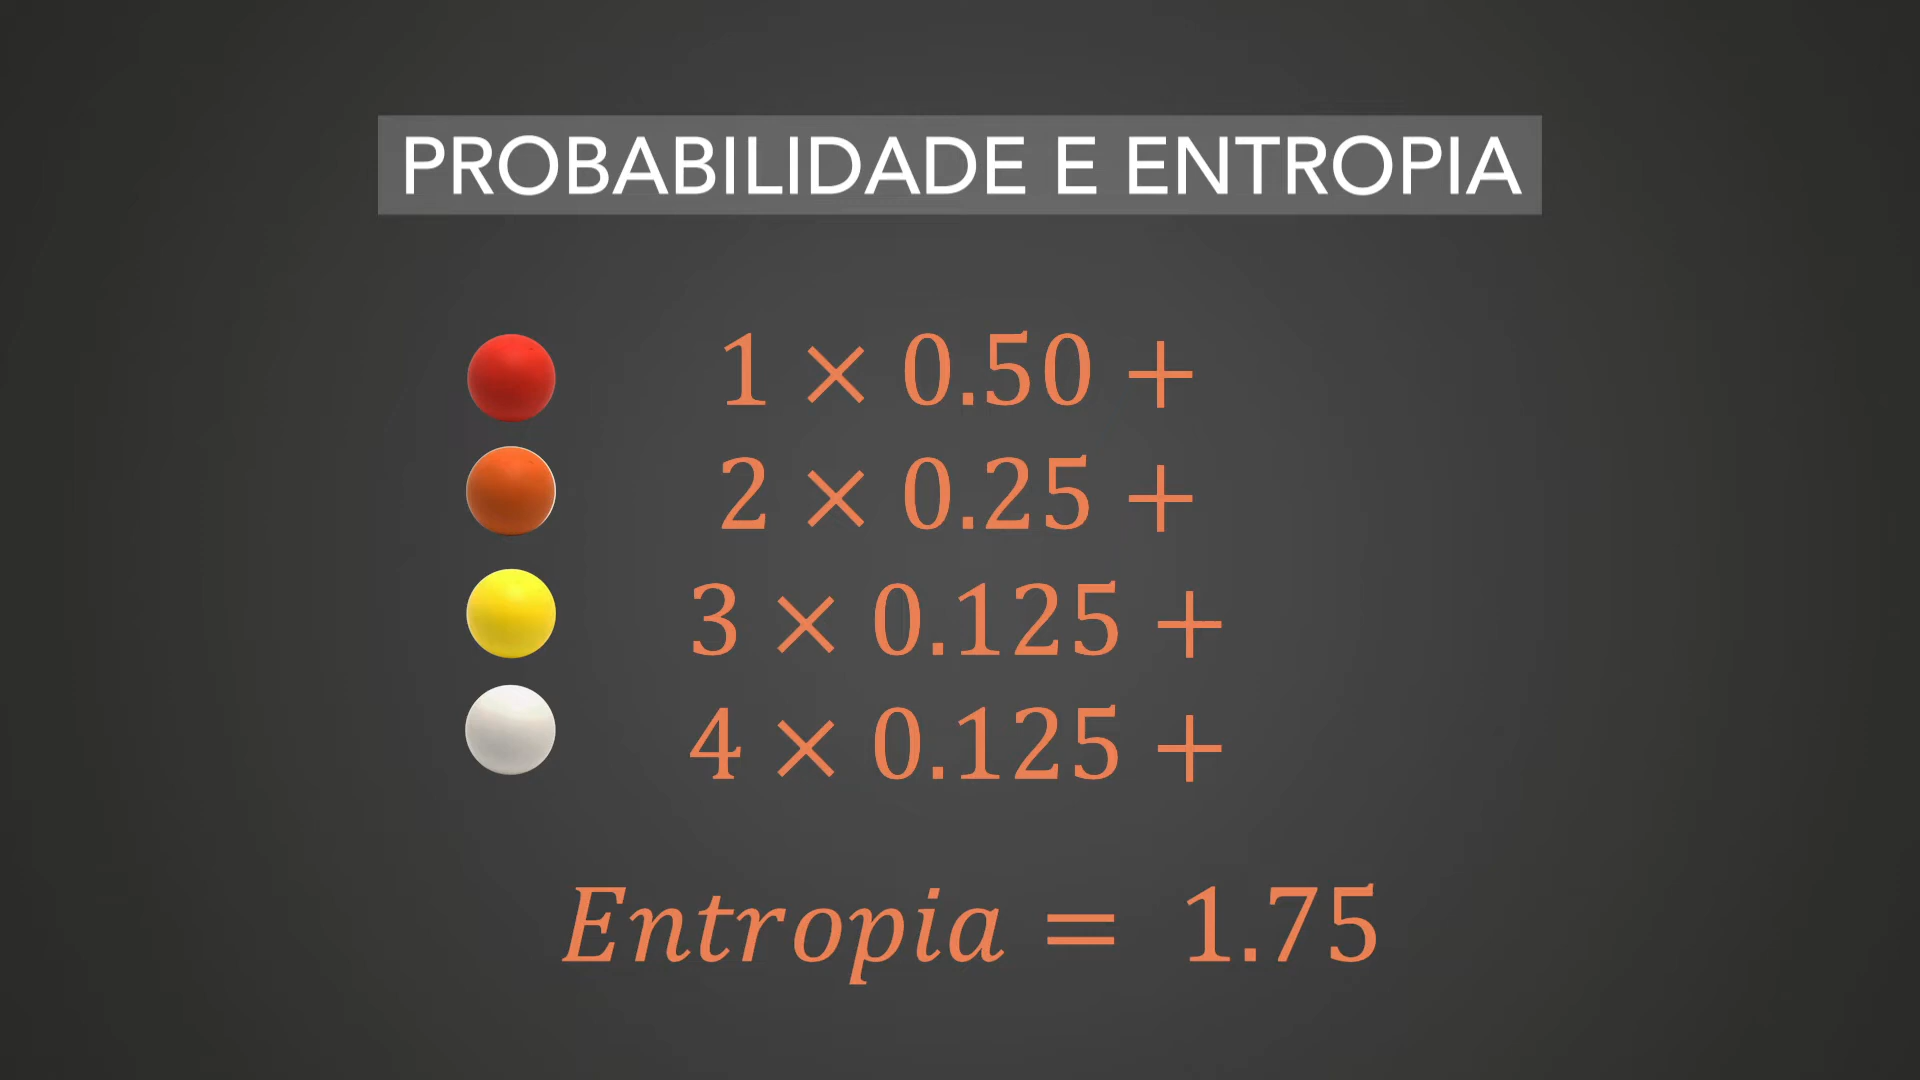 PROBABILIDADE E ENTROPIA
1 × 0.50 +
2 × 0.25 +
3 × 0.125 +
4 × 0.125 +
Entropia = 1.75